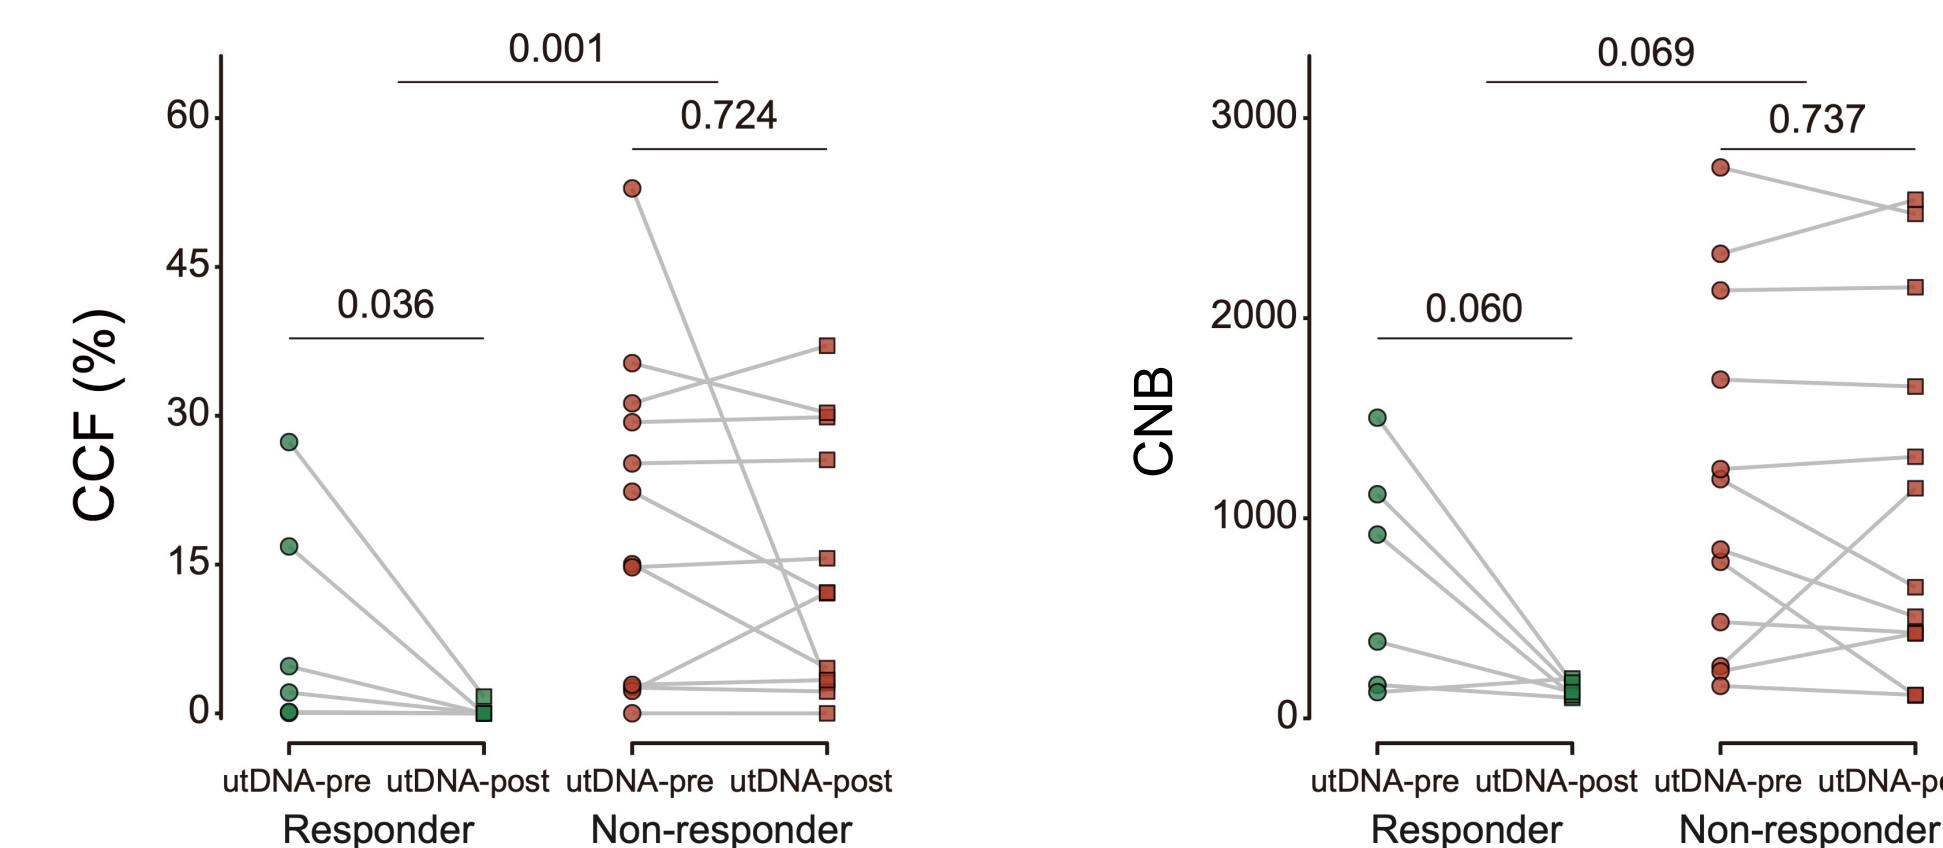 0.001
0.724
0.036
60
45
30
15
0
CCF (%)
utDNA-pre utDNA-post utDNA-pre utDNA-post
Responder Non-responder
0.069
0.737
0.060
3000
2000
1000
0
CNB
utDNA-pre utDNA-post utDNA-pre utDNA-po
Responder Non-responder